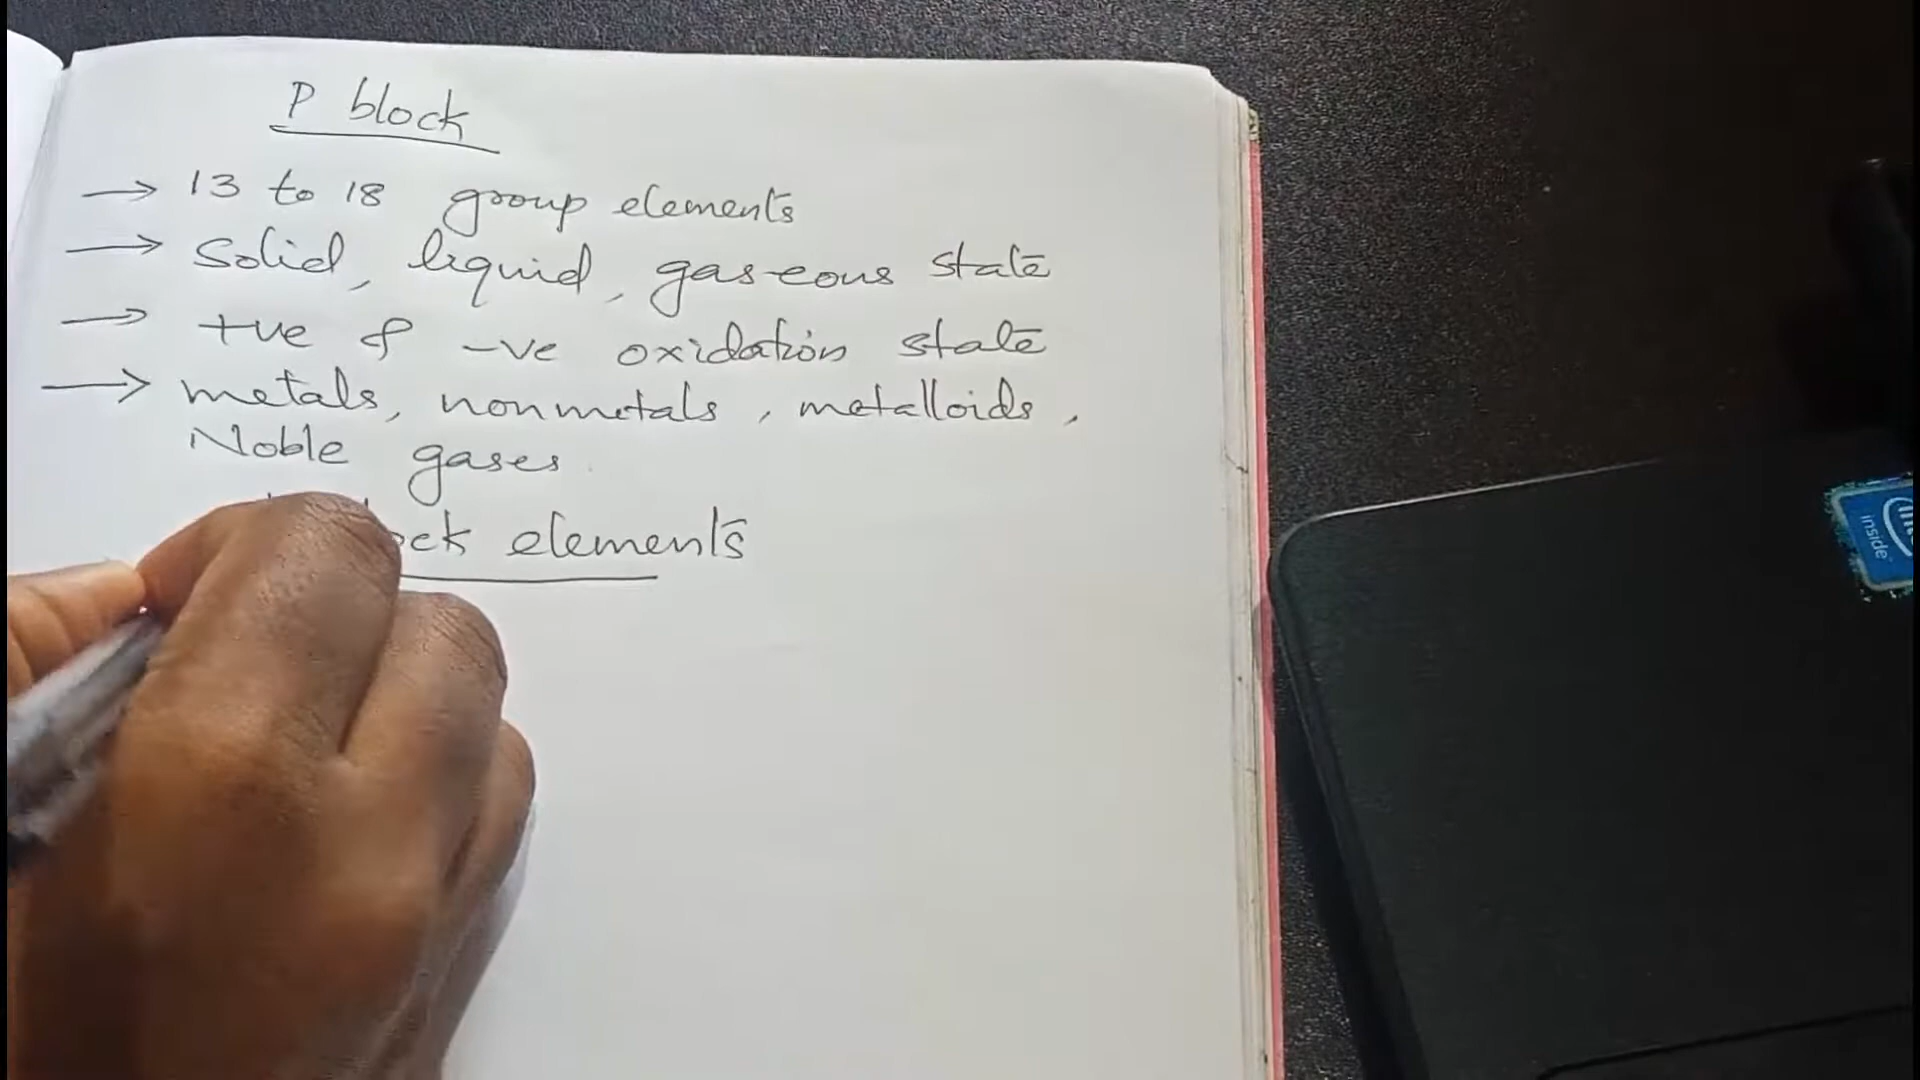 P block
→ 13 to 18 group elements
→ Solid, liquid, gaseous state
→ +ve & -ve oxidation state
→ metals, nonmetals, metalloids,
Noble gases
elements
inside